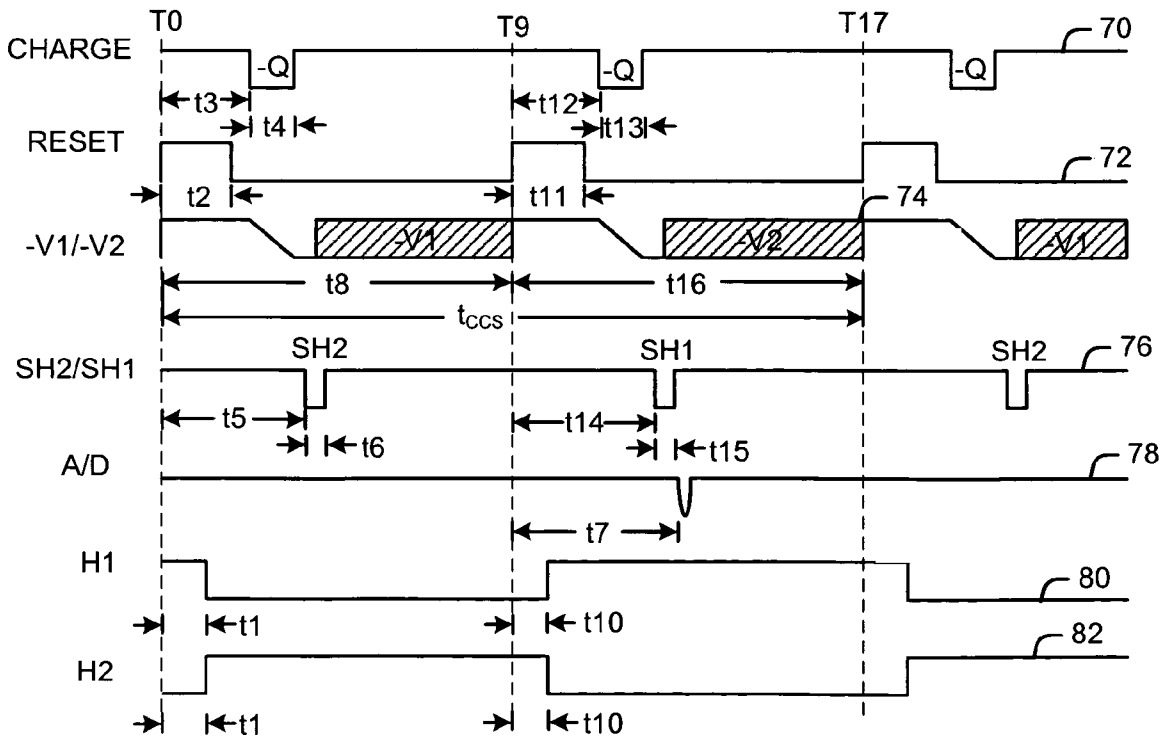 T0 T9 T17
CHARGE -Q -Q -Q 70
t3 t12
t4 t13
RESET 72
t2 t11 74
-V1/-V2 -V1 -V2 -V1
t8 t16
tCCS
SH2 SH1 SH2 76
SH2/SH1
t5 t14
t6 t15
A/D 78
t7
H1 80
t1 t10
H2 82
t1 t10